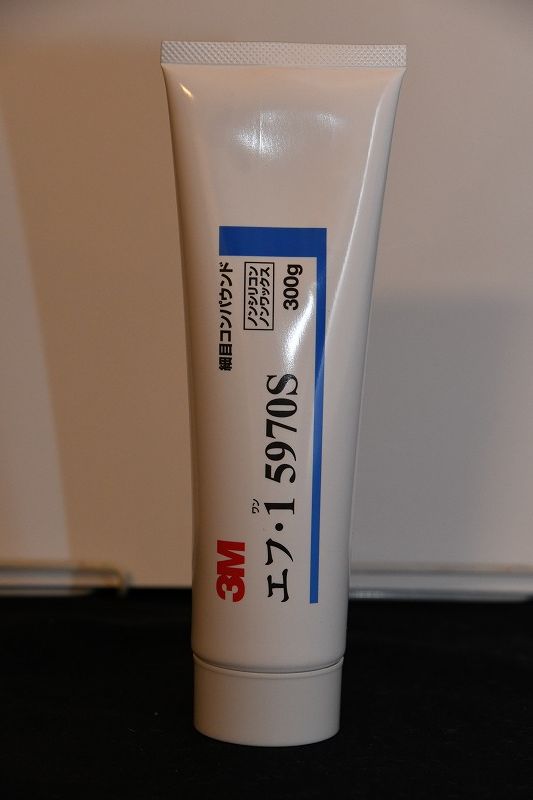 3M
細目コンパウンド
ノンシリコン
ノンワックス
300g
ワン
エフ・1 5970S